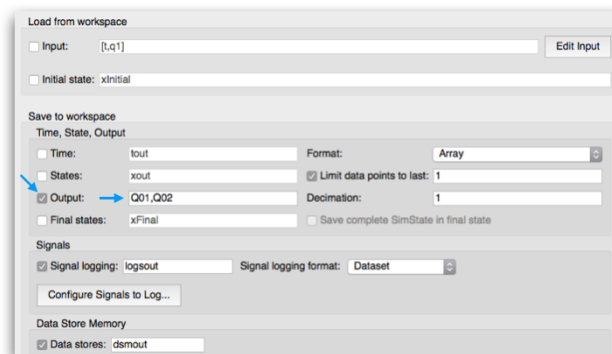 Load from workspace
Input: [t,q1] Edit Input
Initial state: xInitial
Save to workspace
Time, State, Output
Time: tout Format: Array
States: xout Limit data points to last: 1
Output: Q01,Q02 Decimation: 1
Final states: xFinal Save complete SimState in final state
Signals
Signal logging: logsout Signal logging format: Dataset
Configure Signals to Log...
Data Store Memory
Data stores: dsmout